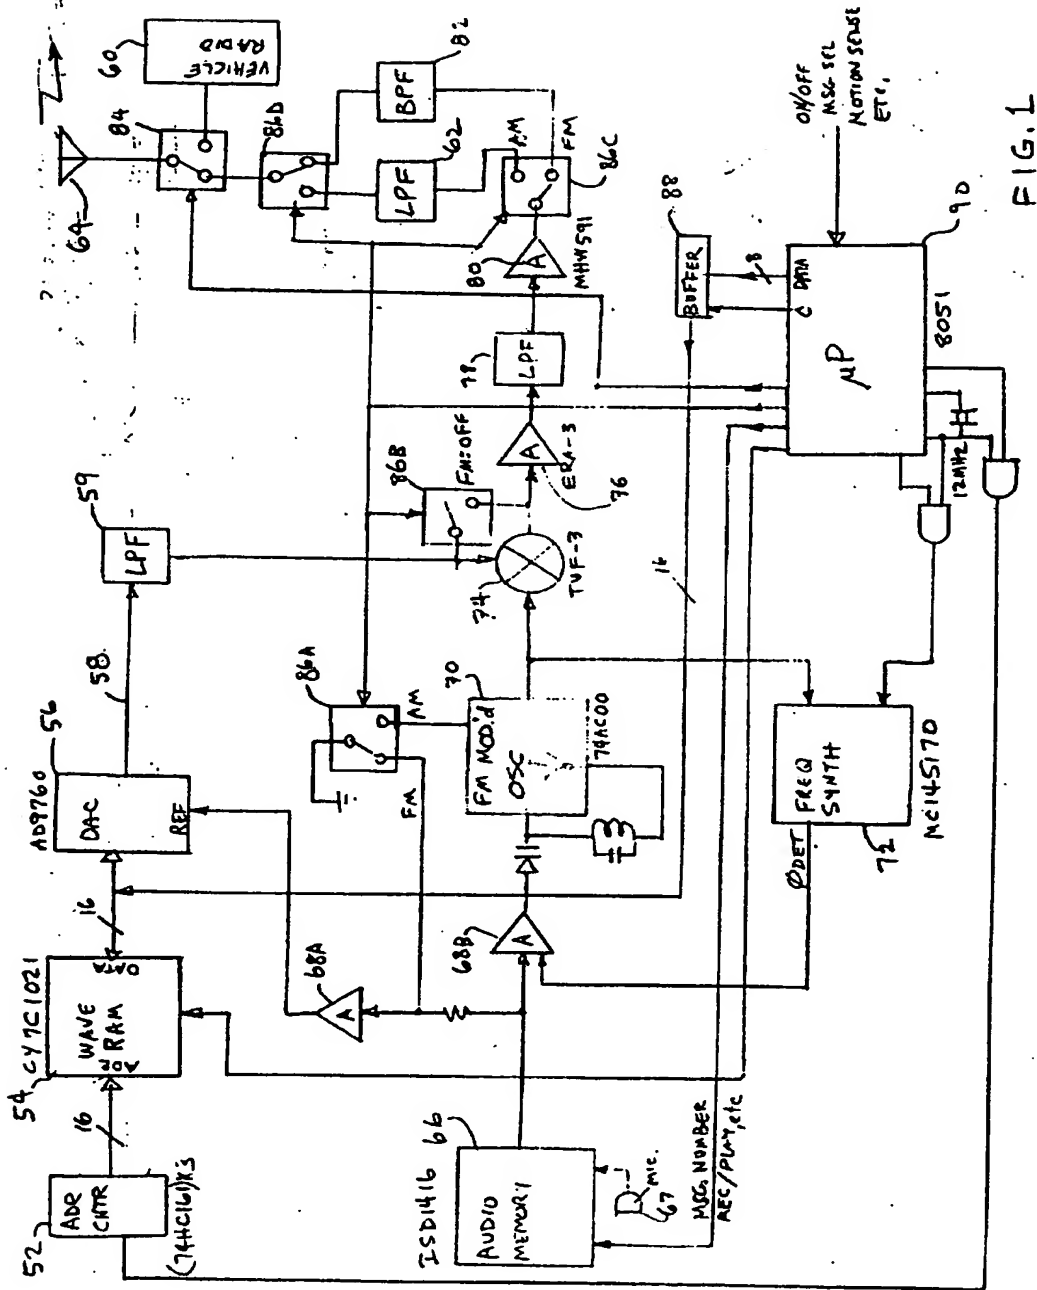 60
VEHICLE
RADIO
84
64
86D
BPF
82
LPF
62
AM
FM
86C
80
A
MHW591
78
LPF
A
ERA-3
76
86B
FM:OFF
74
TUF-3
59
LPF
58
56
AD9760
DAC
REF
16
54
CY7C1021
WAVE
RAM
16
52
ADR
CNTR
(74HC161)X3
68A
A
86A
AM
FM
70
FM MOD'd
OSC
74AC00
68B
A
ØDET
FREQ
SYNTH
72
MC145170
66
ISD1416
AUDIO
MEMORY
MIC.
67
MSG NUMBER
REC/PLAY, etc
16
88
BUFFER
8
C
DATA
90
µP
8051
12MHz
ON/OFF
MSG SEL
MOTION SENSE
ETC.
FIG. 1